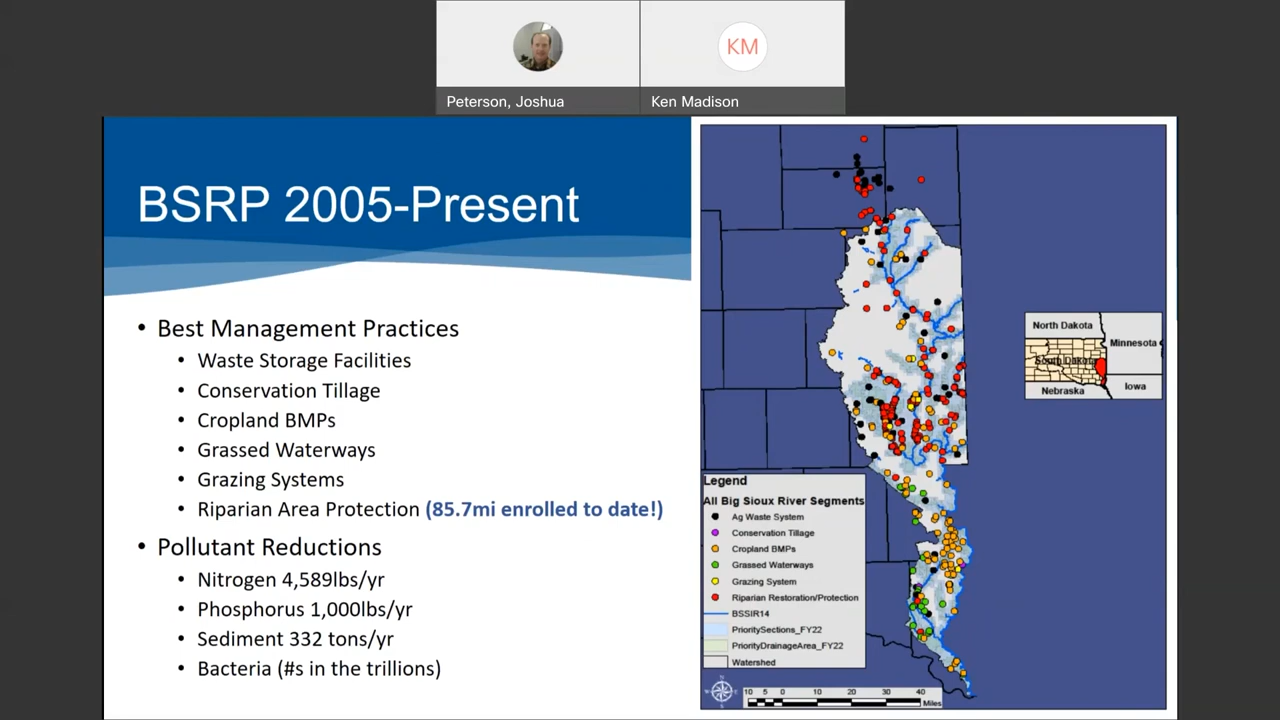 KM
Peterson, Joshua
Ken Madison
BSRP 2005-Present
• Best Management Practices
• Waste Storage Facilities
• Conservation Tillage
• Cropland BMPs
• Grassed Waterways
• Grazing Systems
• Riparian Area Protection (85.7mi enrolled to date!)
• Pollutant Reductions
• Nitrogen 4,589lbs/yr
• Phosphorus 1,000lbs/yr
• Sediment 332 tons/yr
• Bacteria (#s in the trillions)
North Dakota
Minnesota
South Dakota
Nebraska
Iowa
Legend
All Big Sioux River Segments
Ag Waste System
Conservation Tillage
Cropland BMPs
Grassed Waterways
Grazing System
Riparian Restoration/Protection
BSSIR14
PrioritySections_FY22
PriorityDrainageArea_FY22
Watershed
10 5 0 10 20 30 40
Miles